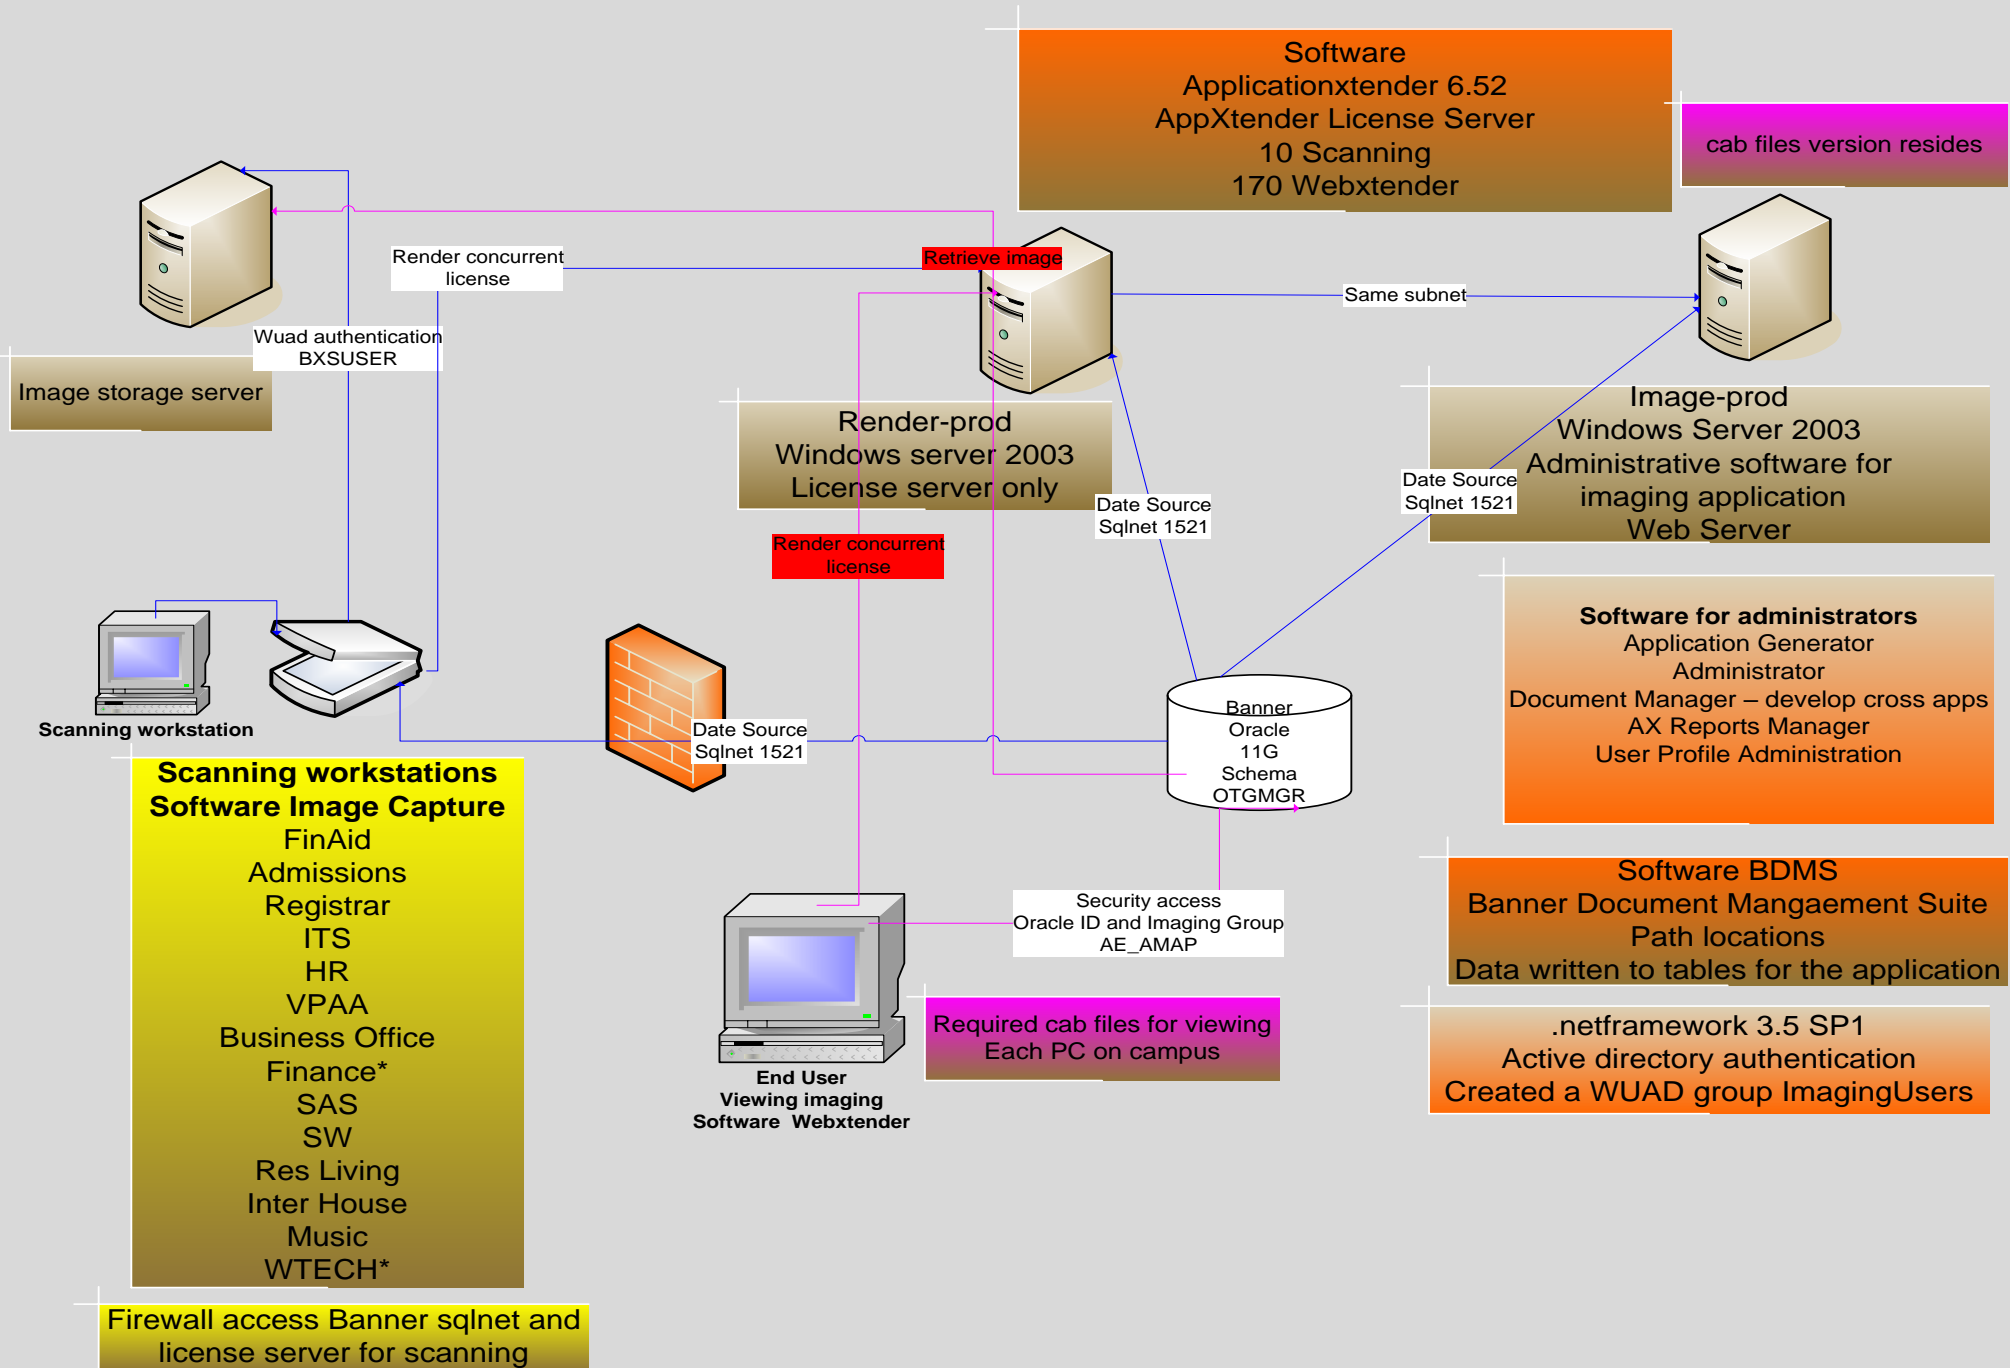 Software
Applicationxtender 6.52
AppXtender License Server
10 Scanning
170 Webxtender
cab files version resides
Render concurrent
license
Retrieve image
Same subnet
Wuad authentication
BXSUSER
Image storage server
Render-prod
Windows server 2003
License server only
Image-prod
Windows Server 2003
Administrative software for
imaging application
Web Server
Date Source
Sqlnet 1521
Date Source
Sqlnet 1521
Render concurrent
license
Software for administrators
Application Generator
Administrator
Document Manager – develop cross apps
AX Reports Manager
User Profile Administration
Scanning workstation
Date Source
Sqlnet 1521
Banner
Oracle
11G
Schema
OTGMGR
Scanning workstations
Software Image Capture
FinAid
Admissions
Registrar
ITS
HR
VPAA
Business Office
Finance*
SAS
SW
Res Living
Inter House
Music
WTECH*
Security access
Oracle ID and Imaging Group
AE_AMAP
Software BDMS
Banner Document Mangaement Suite
Path locations
Data written to tables for the application
Required cab files for viewing
Each PC on campus
.netframework 3.5 SP1
Active directory authentication
Created a WUAD group ImagingUsers
End User
Viewing imaging
Software  Webxtender
Firewall access Banner sqlnet and
license server for scanning